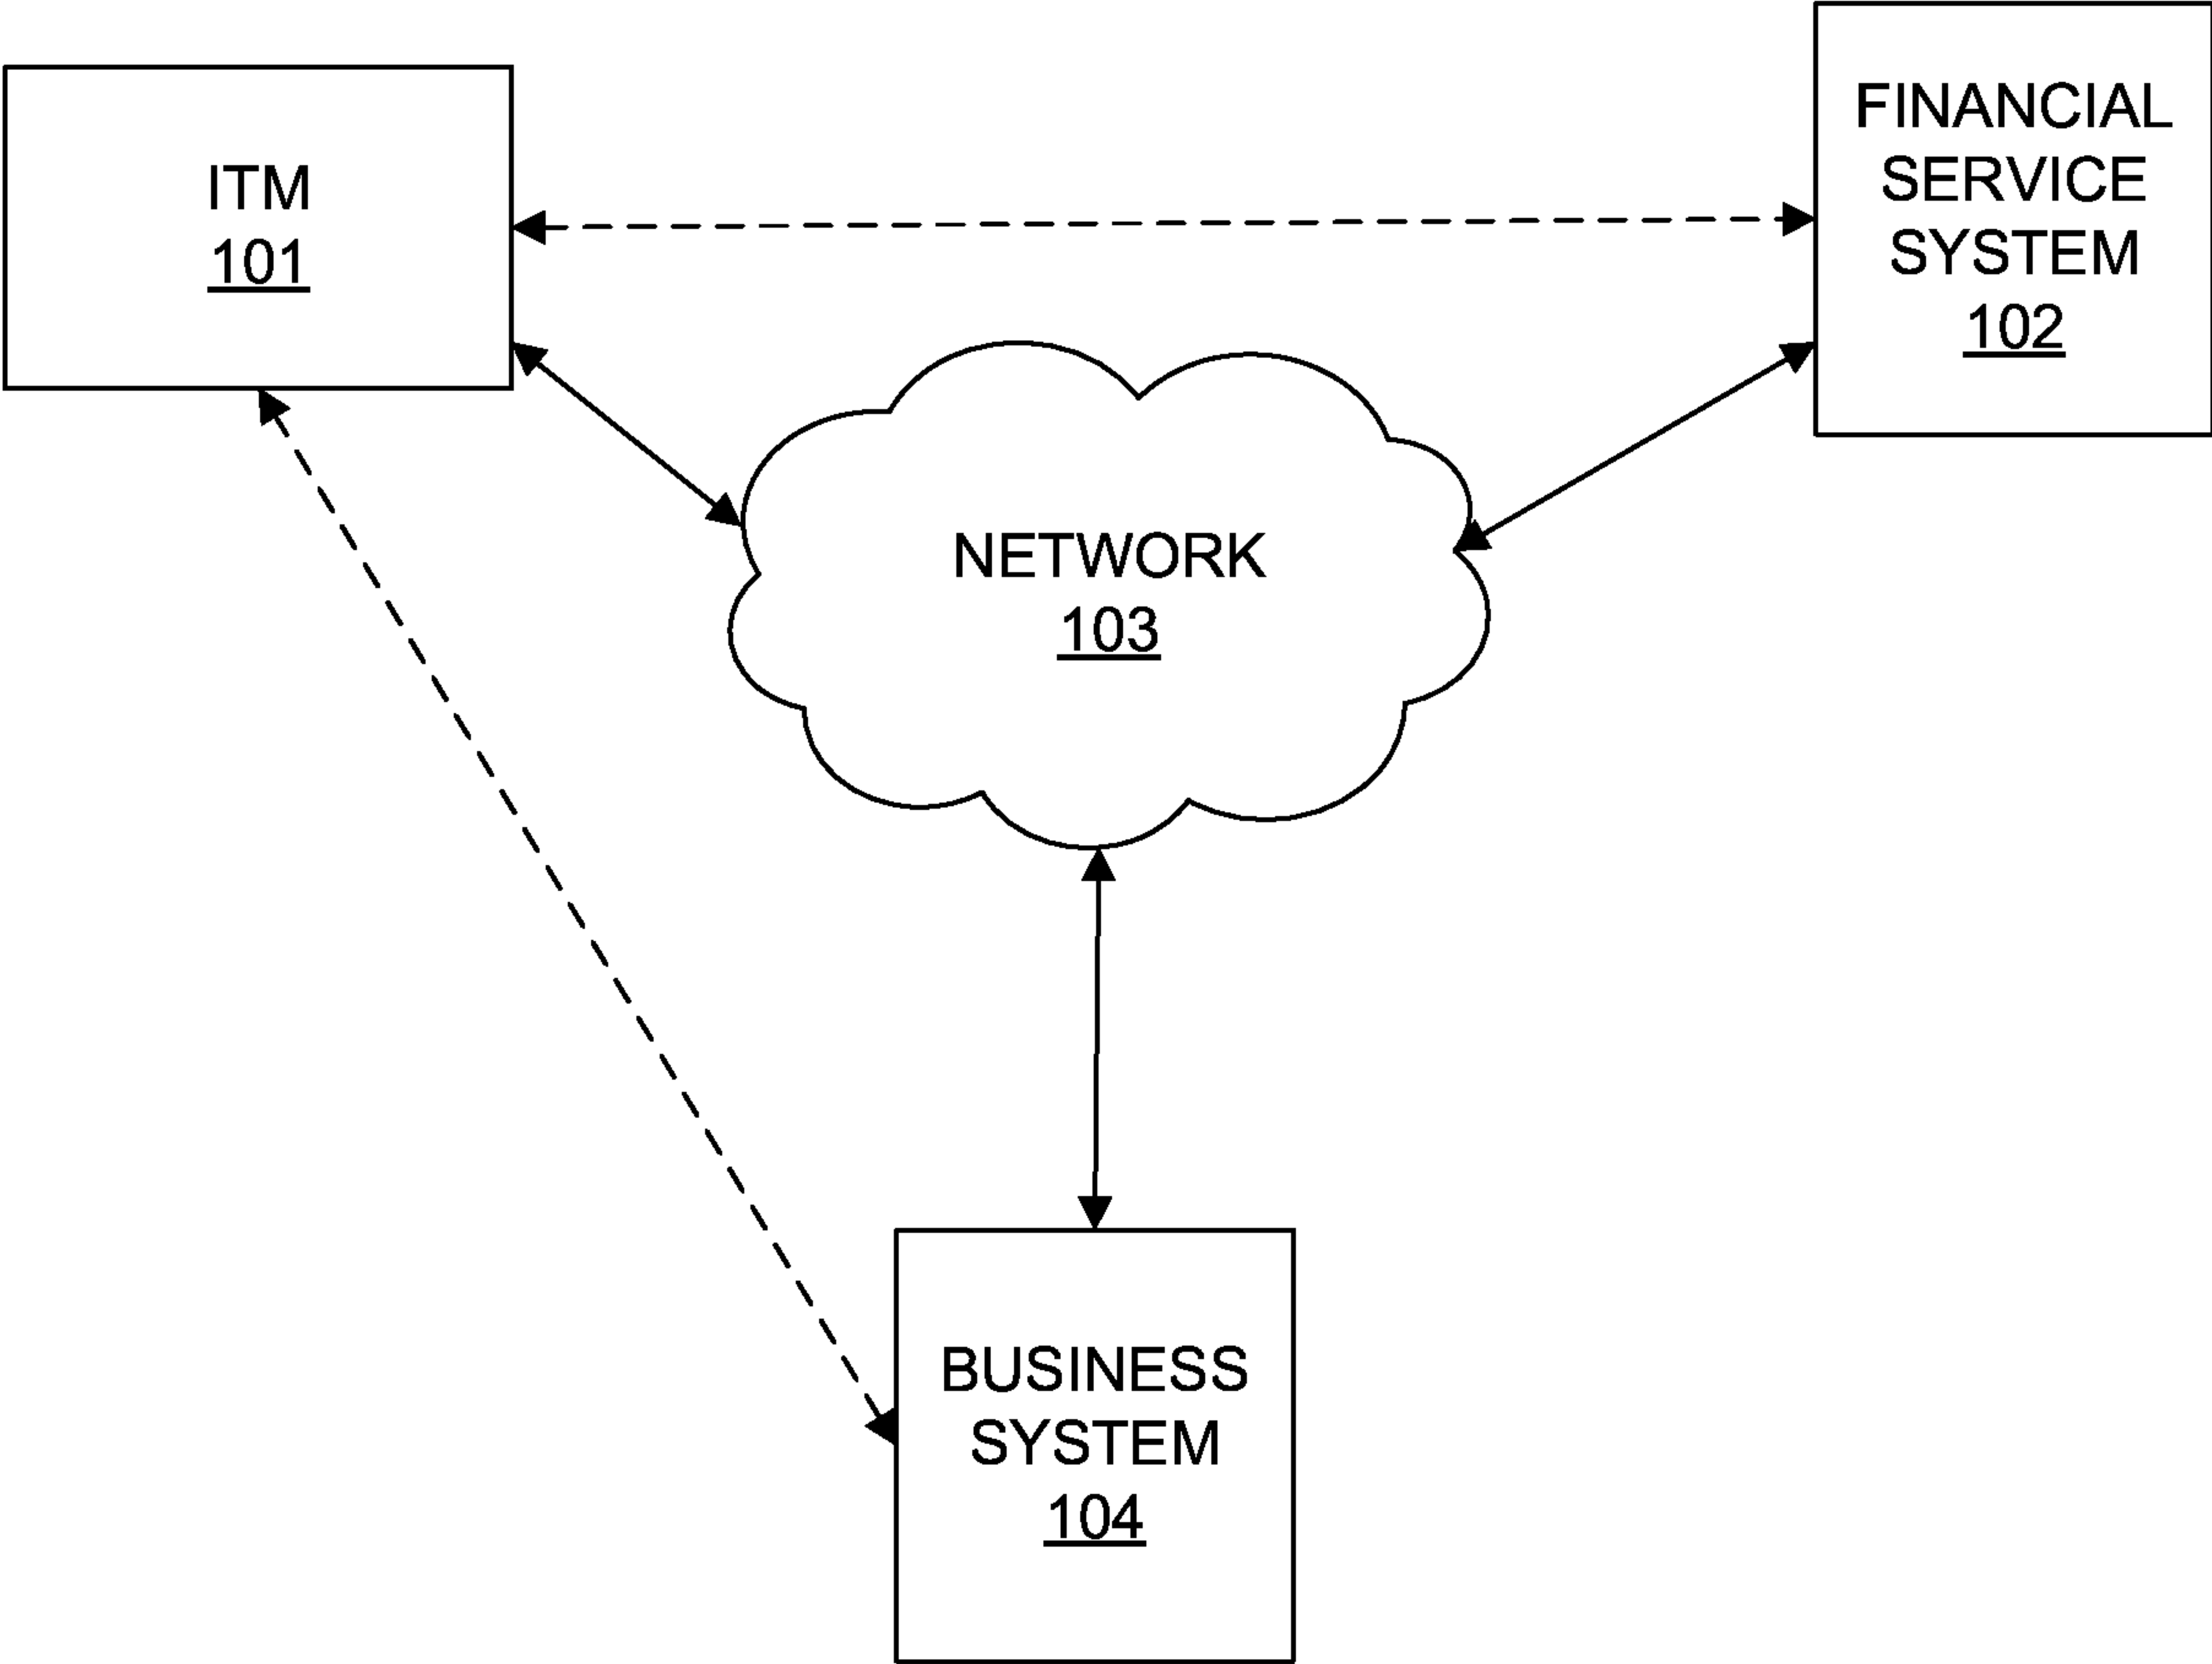 ITM
101
FINANCIAL
SERVICE
SYSTEM
102
NETWORK
103
BUSINESS
SYSTEM
104